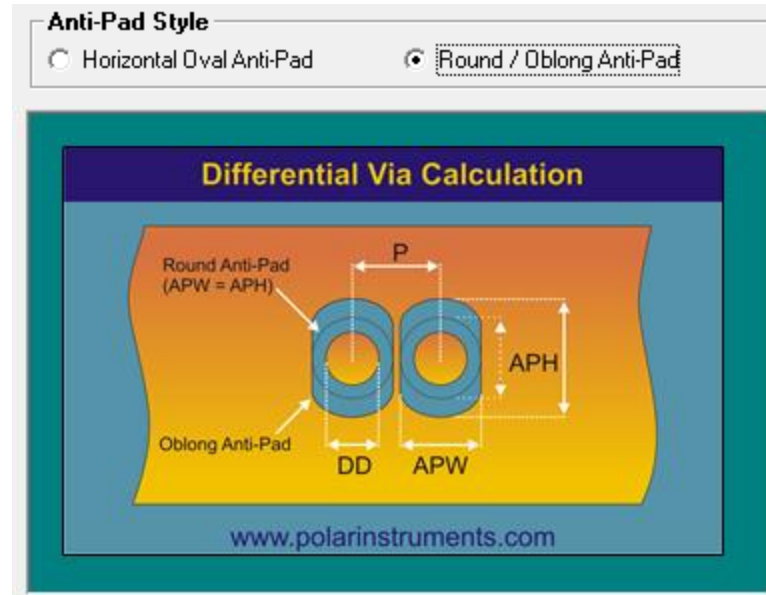 Anti-Pad Style
Horizontal Oval Anti-Pad
Round / Oblong Anti-Pad
Differential Via Calculation
P
Round Anti-Pad
(APW = APH)
APH
Oblong Anti-Pad
DD
APW
www.polarinstruments.com